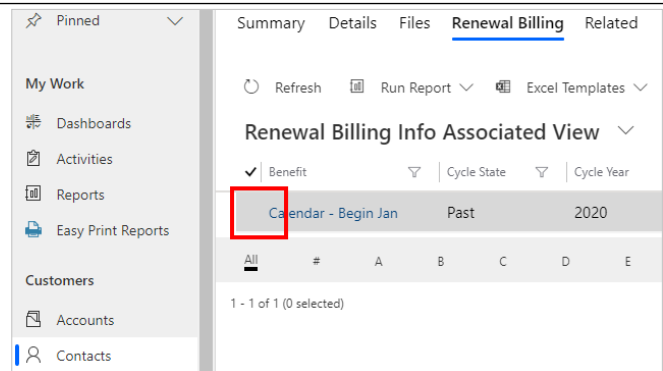 Pinned
My Work
Dashboards
Activities
Reports
Easy Print Reports
Customers
Accounts
Contacts
Summary Details Files Renewal Billing Related
Refresh Run Report Excel Templates
Renewal Billing Info Associated View
Benefit Cycle State Cycle Year
Calendar - Begin Jan Past 2020
All # A B C D E
1 - 1 of 1 (0 selected)